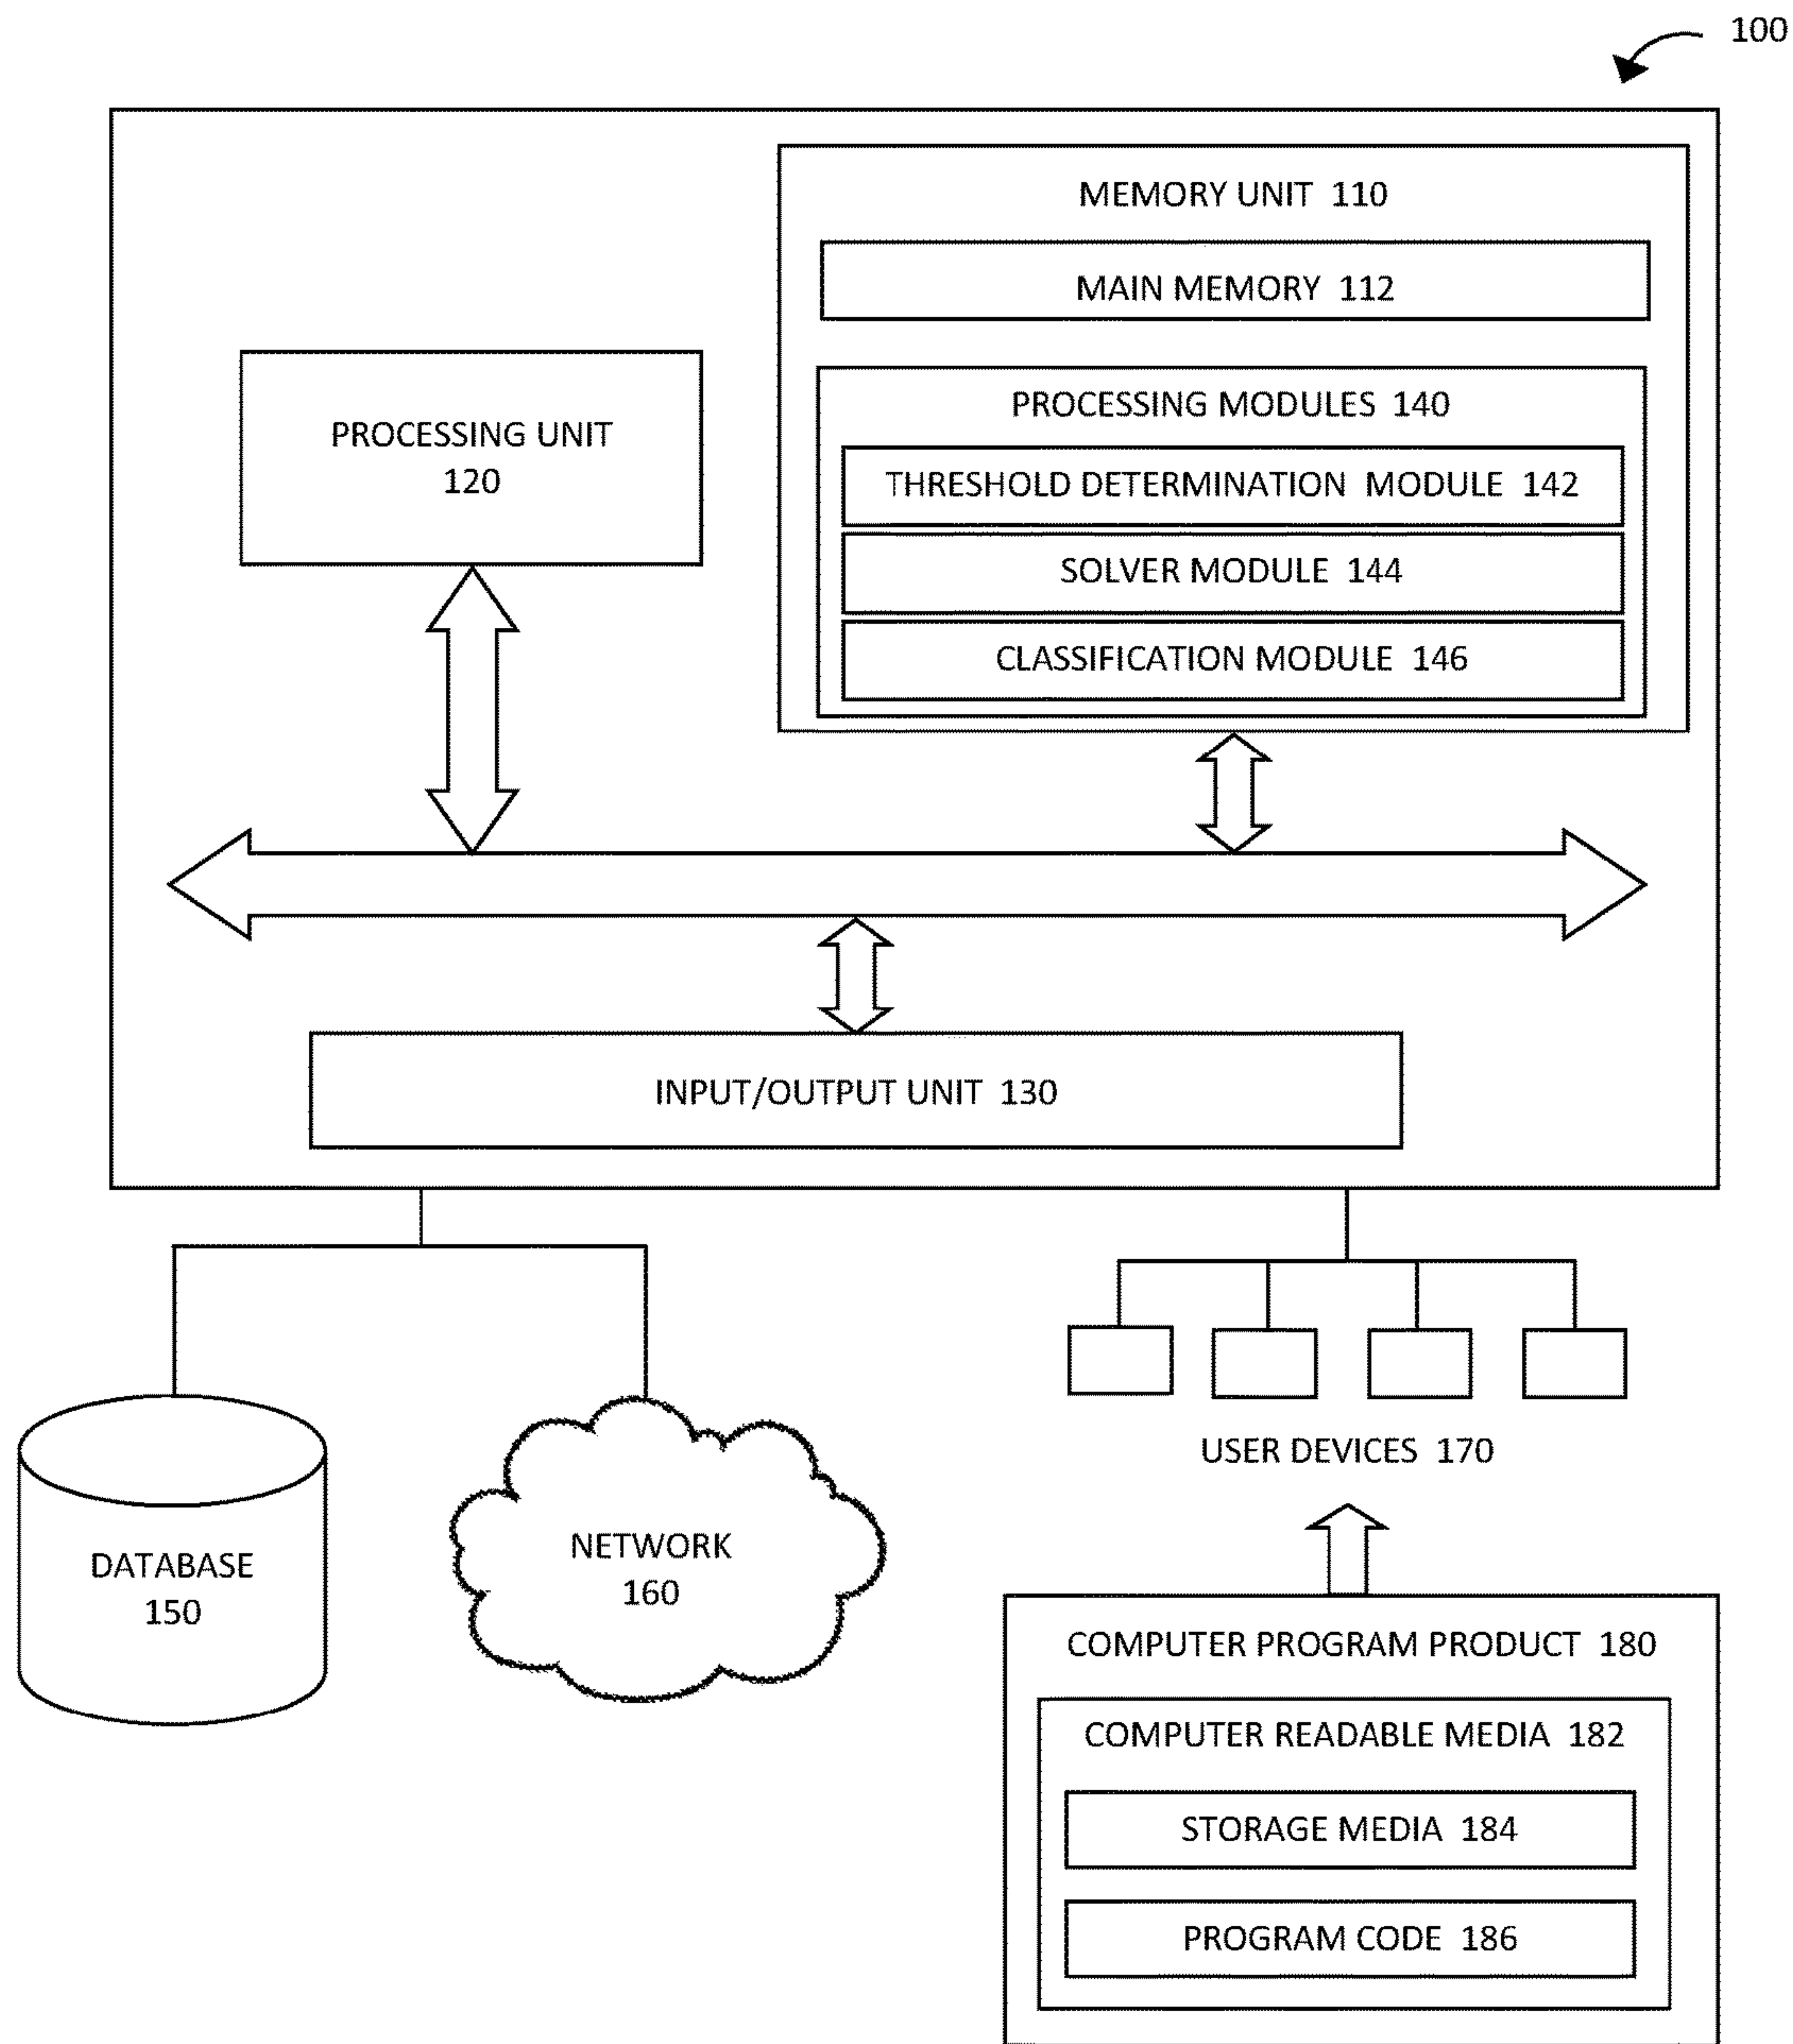 100
MEMORY UNIT 110
MAIN MEMORY 112
PROCESSING MODULES 140
PROCESSING UNIT
120
THRESHOLD DETERMINATION MODULE 142
SOLVER MODULE 144
CLASSIFICATION MODULE 146
INPUT/OUTPUT UNIT 130
USER DEVICES 170
DATABASE
150
NETWORK
160
COMPUTER PROGRAM PRODUCT 180
COMPUTER READABLE MEDIA 182
STORAGE MEDIA 184
PROGRAM CODE 186